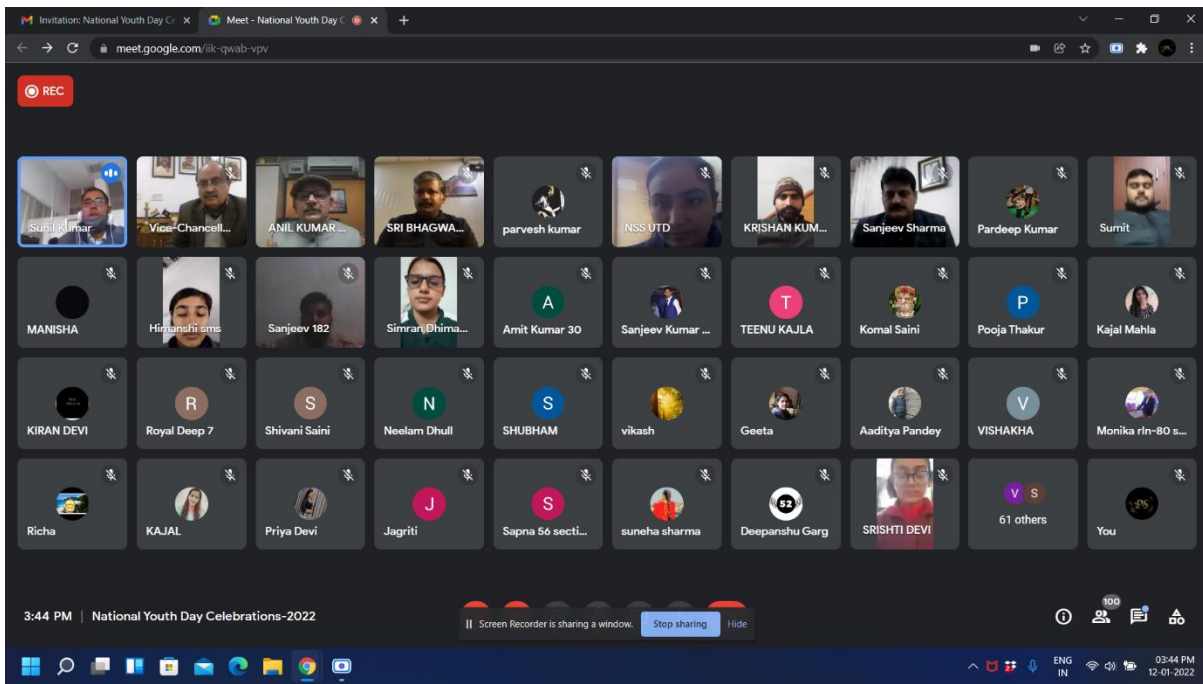 Invitation: National Youth Day Ce
Meet - National Youth Day C
meet.google.com/iik-qwab-vpv
REC
Sunil Kumar
Vice-Chancell...
ANIL KUMAR ...
SRI BHAGWA...
parvesh kumar
NSS UTD
KRISHAN KUM...
Sanjeev Sharma
Pardeep Kumar
Sumit
MANISHA
Himanshi sms
Sanjeev 182
Simran Dhima...
A
Amit Kumar 30
Sanjeev Kumar ...
T
TEENU KAJLA
Komal Saini
P
Pooja Thakur
Kajal Mahla
KIRAN DEVI
R
Royal Deep 7
S
Shivani Saini
N
Neelam Dhull
S
SHUBHAM
vikash
Geeta
Aaditya Pandey
V
VISHAKHA
Monika rln-80 s...
Richa
KAJAL
Priya Devi
J
Jagriti
S
Sapna 56 secti...
suneha sharma
52
Deepanshu Garg
SRISHTI DEVI
V S
61 others
You
3:44 PM | National Youth Day Celebrations-2022
Screen Recorder is sharing a window. Stop sharing Hide
100
ENG
IN
03:44 PM
12-01-2022